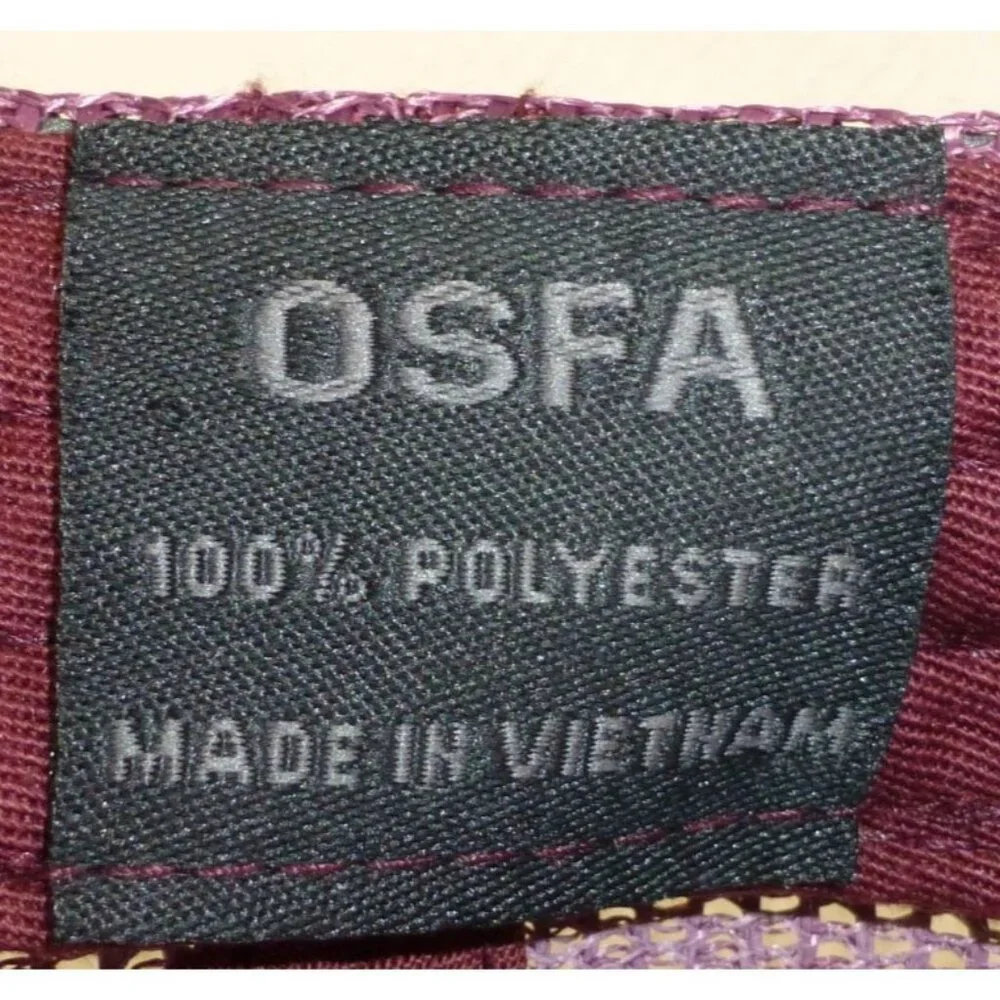 OSFA
100% POLYESTER
MADE IN VIETNAM